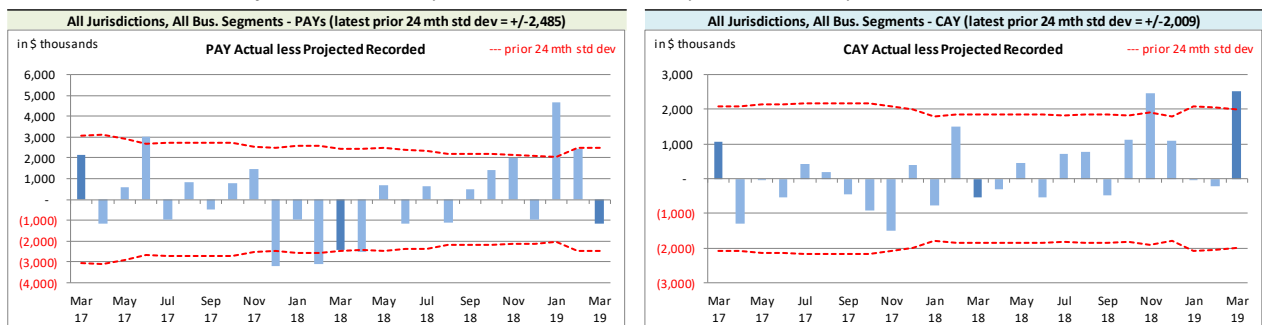 All Jurisdictions, All Bus. Segments - PAYs (latest prior 24 mth std dev = +/-2,485)
in $ thousands
PAY Actual less Projected Recorded
--- prior 24 mth std dev
6,000
5,000
4,000
3,000
2,000
1,000
-
(1,000)
(2,000)
(3,000)
(4,000)
Mar May Jul Sep Nov Jan Mar May Jul Sep Nov Jan Mar
17 17 17 17 17 18 18 18 18 18 18 19 19
All Jurisdictions, All Bus. Segments - CAY (latest prior 24 mth std dev = +/-2,009)
in $ thousands
CAY Actual less Projected Recorded
--- prior 24 mth std dev
3,000
2,000
1,000
-
(1,000)
(2,000)
(3,000)
Mar May Jul Sep Nov Jan Mar May Jul Sep Nov Jan Mar
17 17 17 17 17 18 18 18 18 18 18 19 19